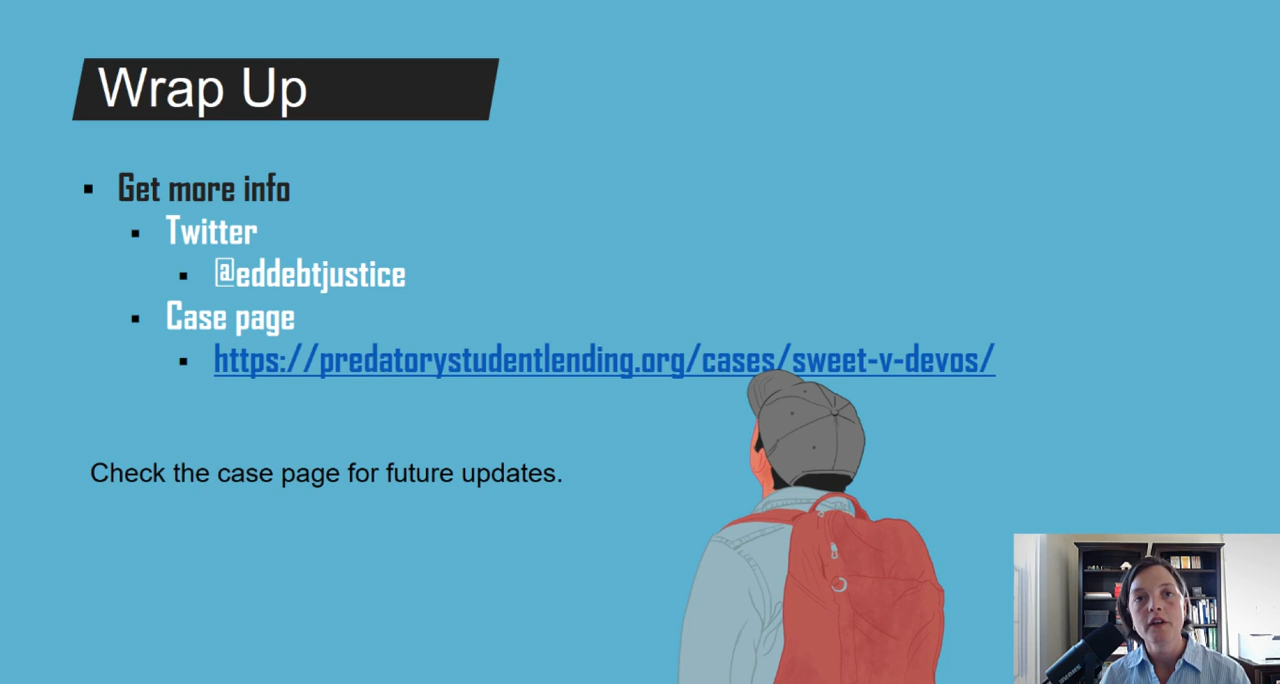 Wrap Up
Get more info
Twitter
@eddebtjustice
Case page
https://predatorystudentlending.org/cases/sweet-v-devos/
Check the case page for future updates.
SHURE